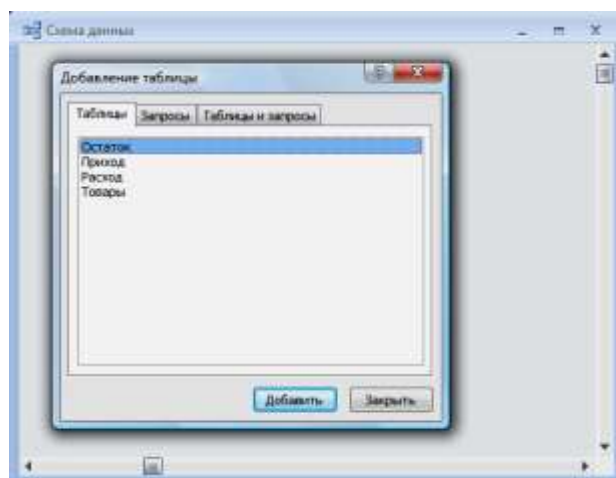 Схема данных
Добавление таблицы
Таблицы Запросы Таблицы и запросы
Остаток
Приход
Расход
Товары
Добавить Закрыть